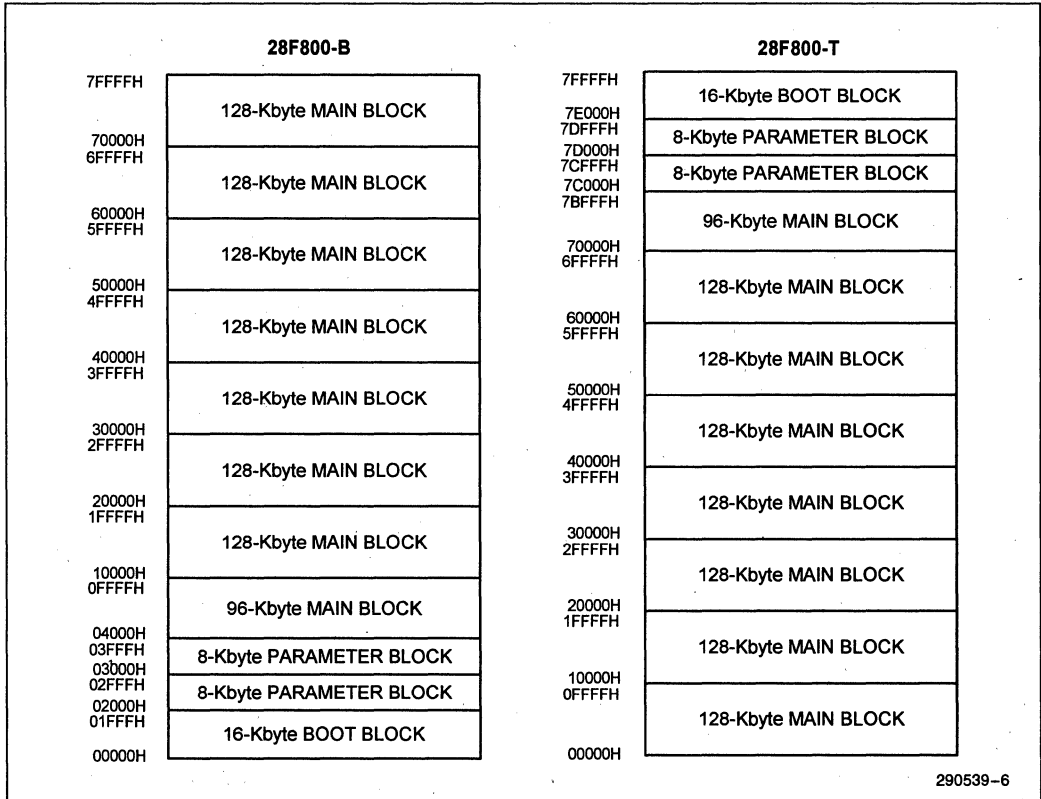 28F800-B
7FFFFH
128-Kbyte MAIN BLOCK
70000H
6FFFFH
128-Kbyte MAIN BLOCK
60000H
5FFFFH
128-Kbyte MAIN BLOCK
50000H
4FFFFH
128-Kbyte MAIN BLOCK
40000H
3FFFFH
128-Kbyte MAIN BLOCK
30000H
2FFFFH
128-Kbyte MAIN BLOCK
20000H
1FFFFH
128-Kbyte MAIN BLOCK
10000H
0FFFFH
96-Kbyte MAIN BLOCK
04000H
03FFFH
8-Kbyte PARAMETER BLOCK
03000H
02FFFH
8-Kbyte PARAMETER BLOCK
02000H
01FFFH
16-Kbyte BOOT BLOCK
00000H
28F800-T
7FFFFH
16-Kbyte BOOT BLOCK
7E000H
7DFFFH
8-Kbyte PARAMETER BLOCK
7D000H
7CFFFH
8-Kbyte PARAMETER BLOCK
7C000H
7BFFFH
96-Kbyte MAIN BLOCK
70000H
6FFFFH
128-Kbyte MAIN BLOCK
60000H
5FFFFH
128-Kbyte MAIN BLOCK
50000H
4FFFFH
128-Kbyte MAIN BLOCK
40000H
3FFFFH
128-Kbyte MAIN BLOCK
30000H
2FFFFH
128-Kbyte MAIN BLOCK
20000H
1FFFFH
128-Kbyte MAIN BLOCK
10000H
0FFFFH
128-Kbyte MAIN BLOCK
00000H
290539–6